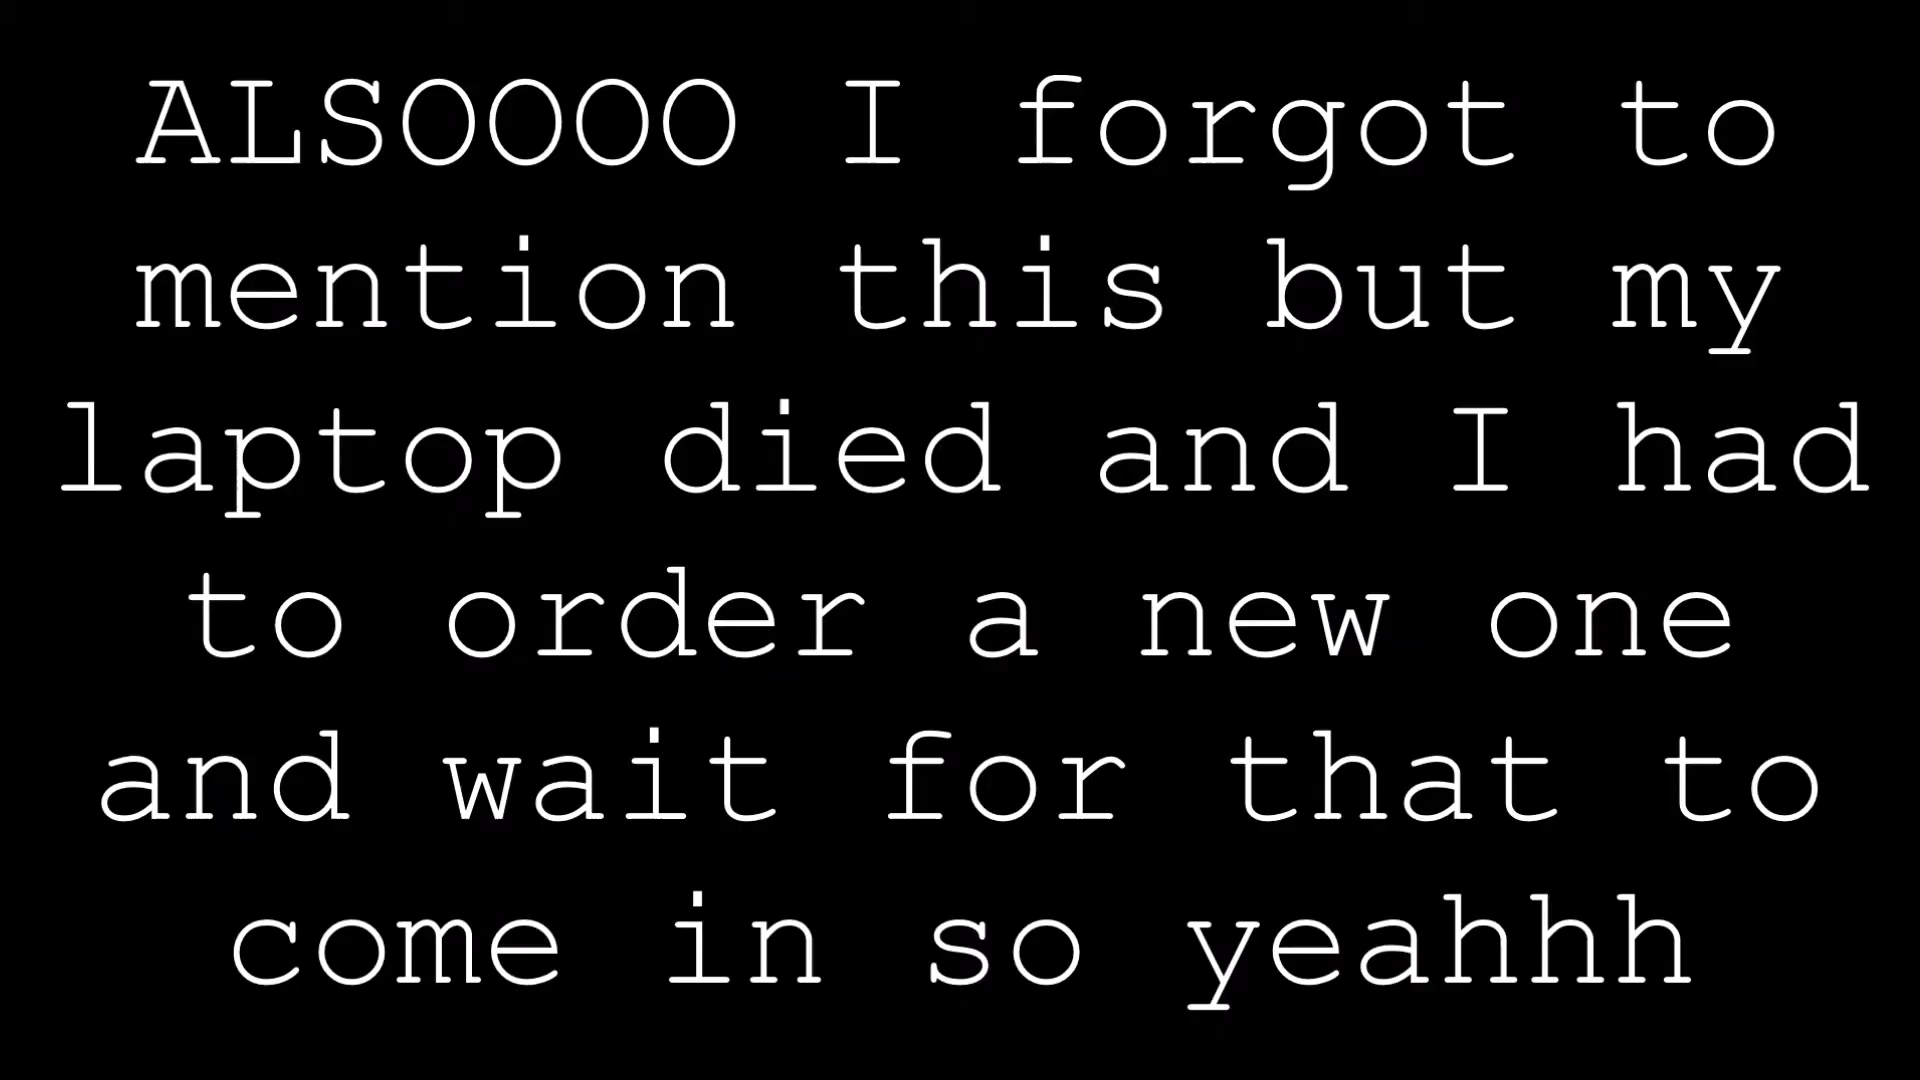 ALSOOOO I forgot to
mention this but my
laptop died and I had
to order a new one
and wait for that to
come in so yeahhh